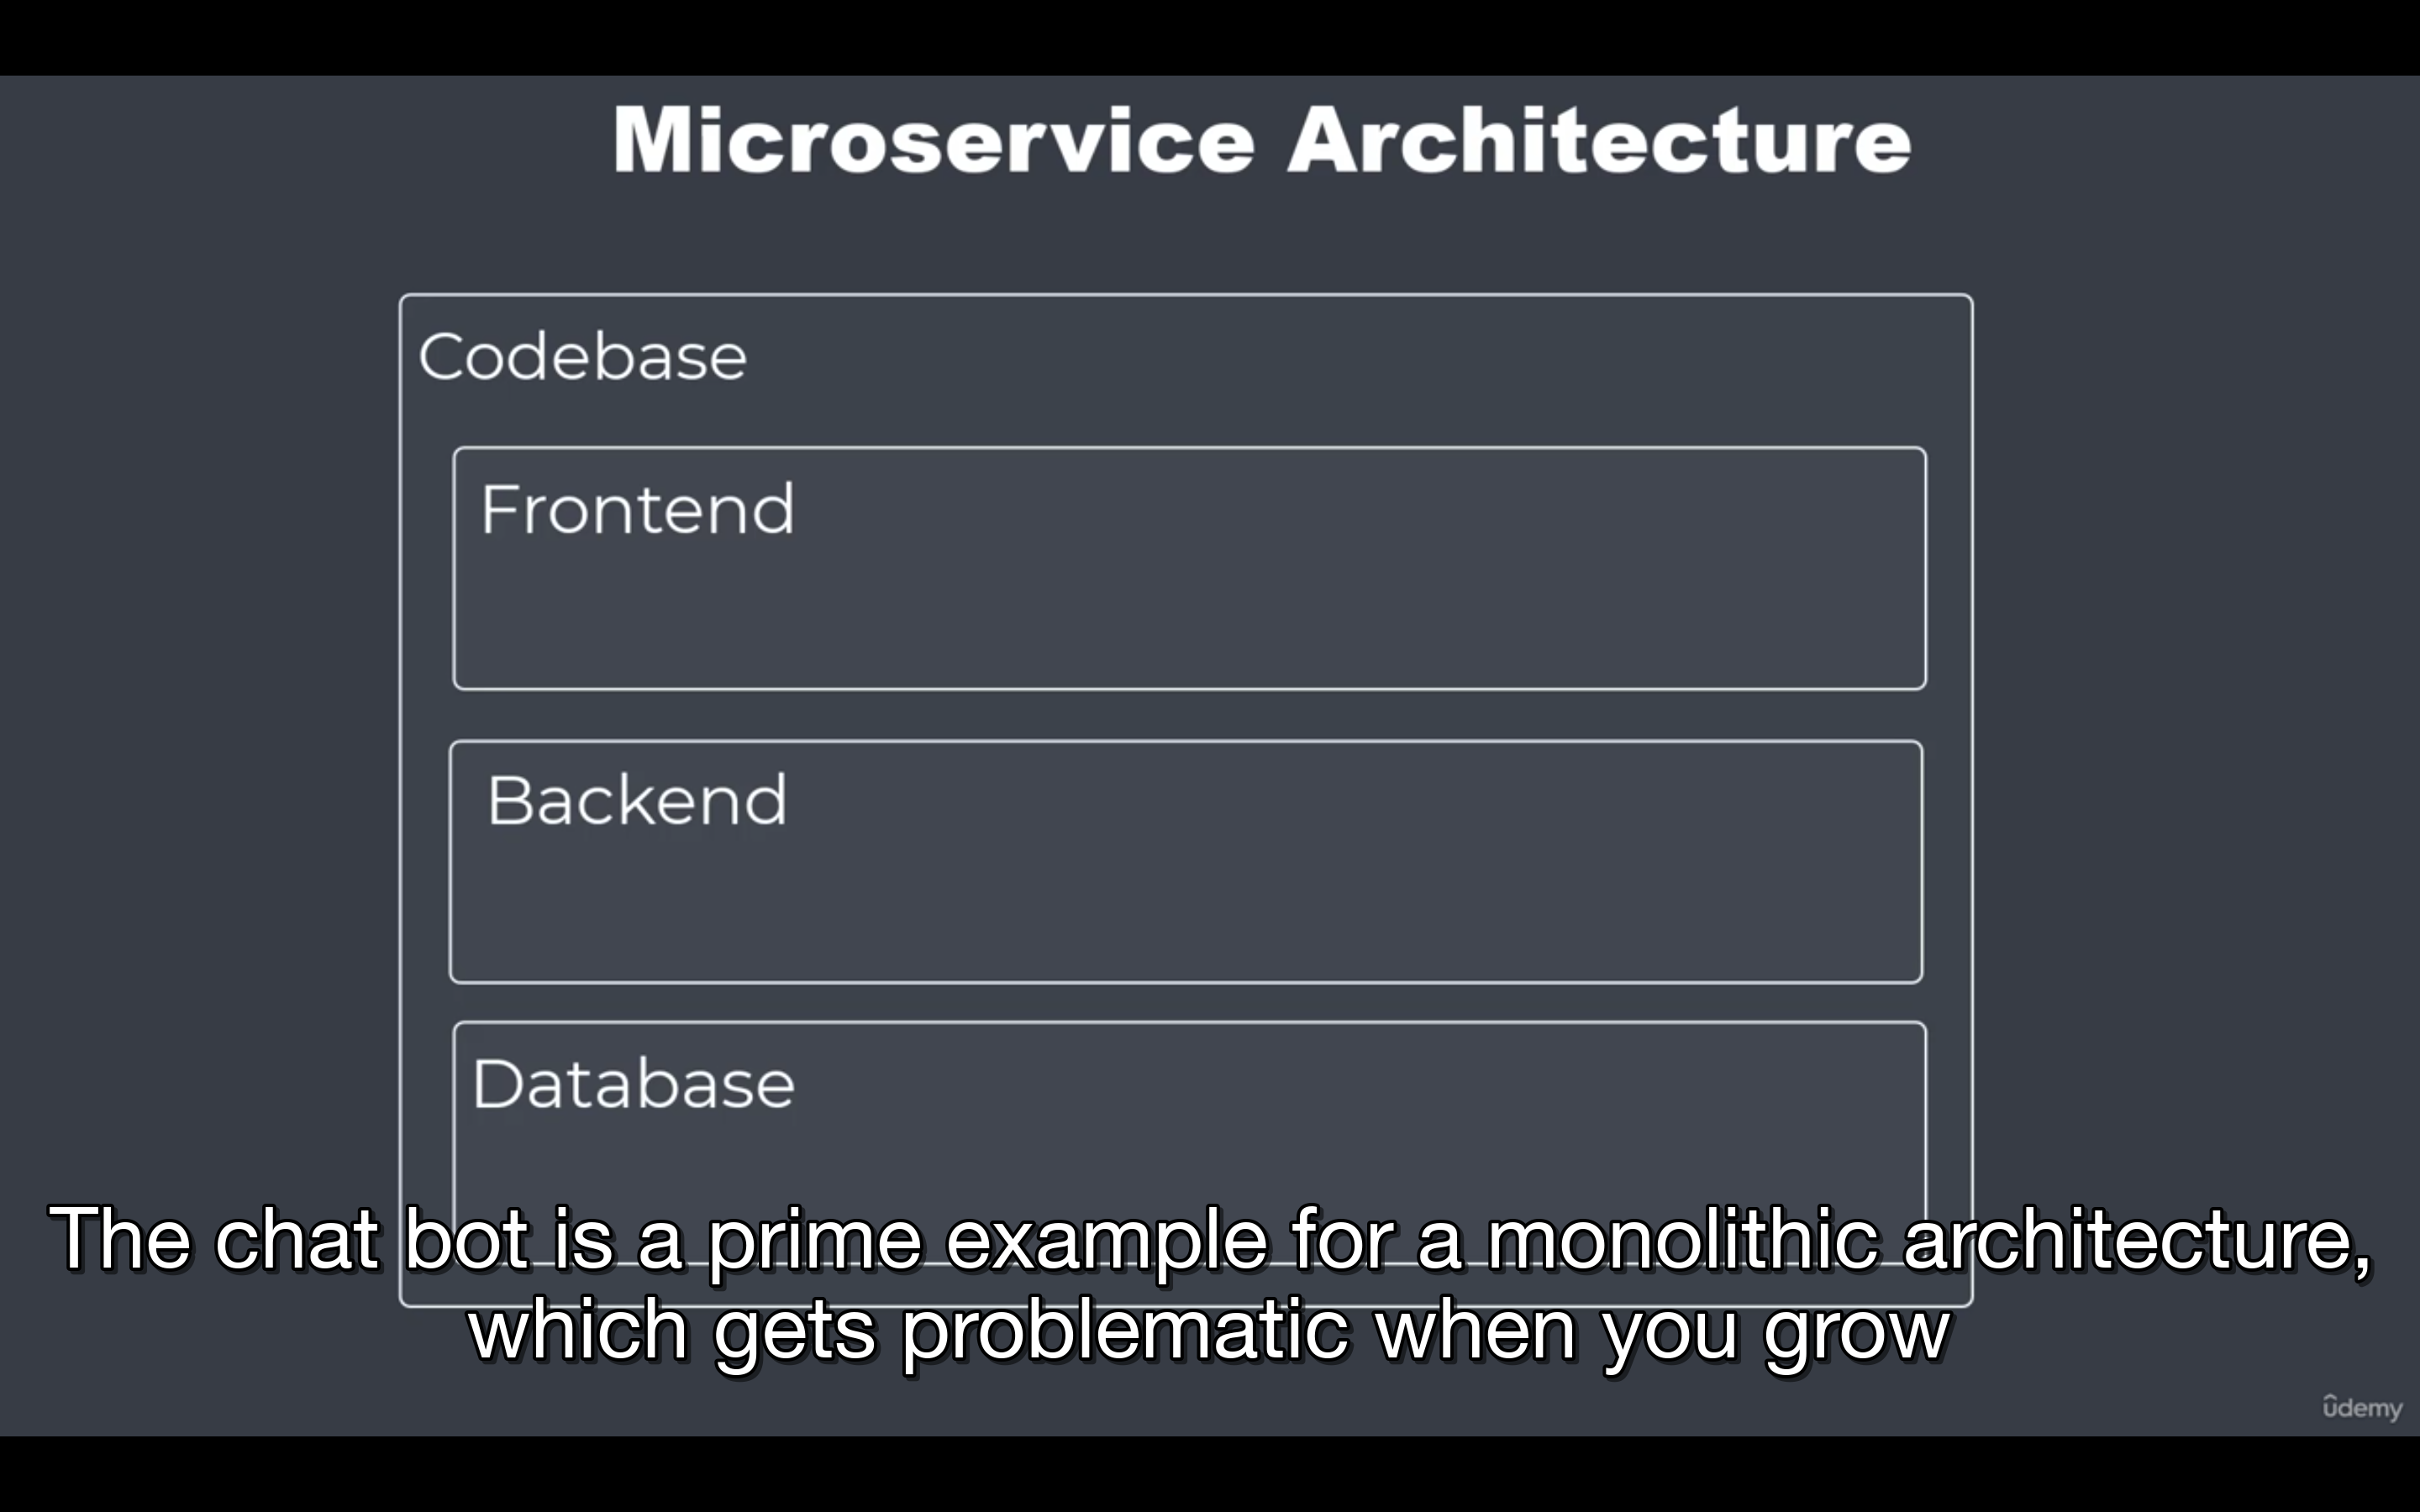 Microservice Architecture
Codebase
Frontend
Backend
Database
The chat bot is a prime example for a monolithic architecture,
which gets problematic when you grow
ûdemy